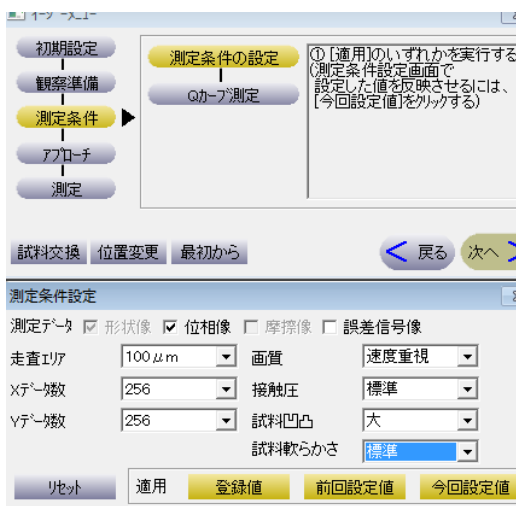 イージーメニュー
初期設定
観察準備
測定条件
アプローチ
測定
測定条件の設定
Qカーブ測定
① [適用]のいずれかを実行する
(測定条件設定画面で
設定した値を反映させるには、
[今回設定値]をクリックする)
試料交換 位置変更 最初から
戻る 次へ
測定条件設定
測定データ 形状像 位相像 摩擦像 誤差信号像
走査エリア 100μm 画質 速度重視
Xデータ数 256 接触圧 標準
Yデータ数 256 試料凹凸 大
試料軟らかさ 標準
リセット 適用 登録値 前回設定値 今回設定値